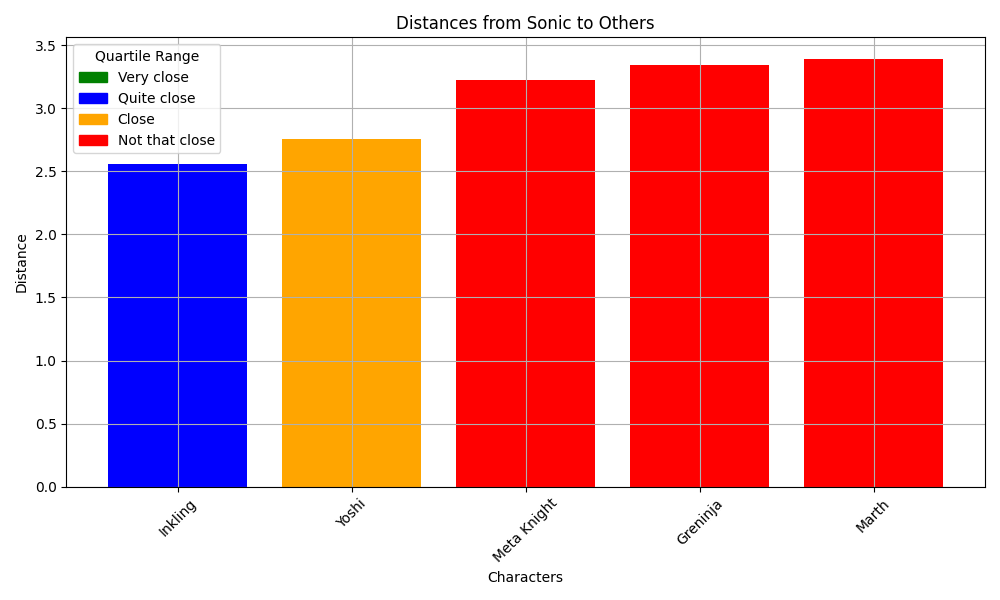 Distances from Sonic to Others
Quartile Range
Very close
Quite close
Close
Not that close
3.5
3.0
2.5
2.0
1.5
1.0
0.5
0.0
Distance
Inkling
Yoshi
Meta Knight
Greninja
Marth
Characters